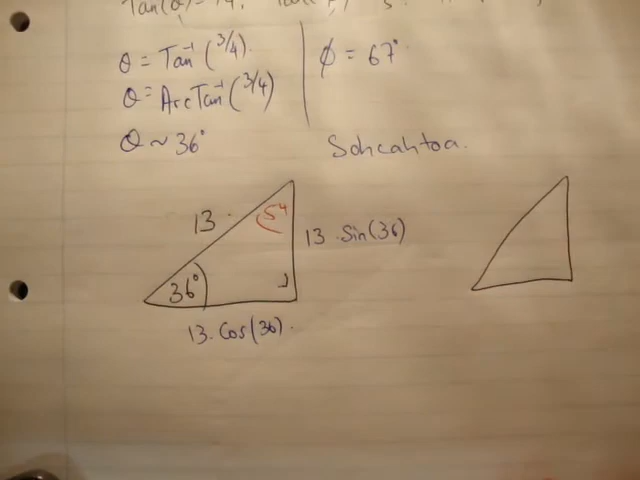 θ = Tan⁻¹(3/4).
θ = ArcTan⁻¹(3/4)
θ ~ 36°
φ = 67°
Sohcahtoa.
13
54
13 Sin(36)
36°
13. Cos(36).